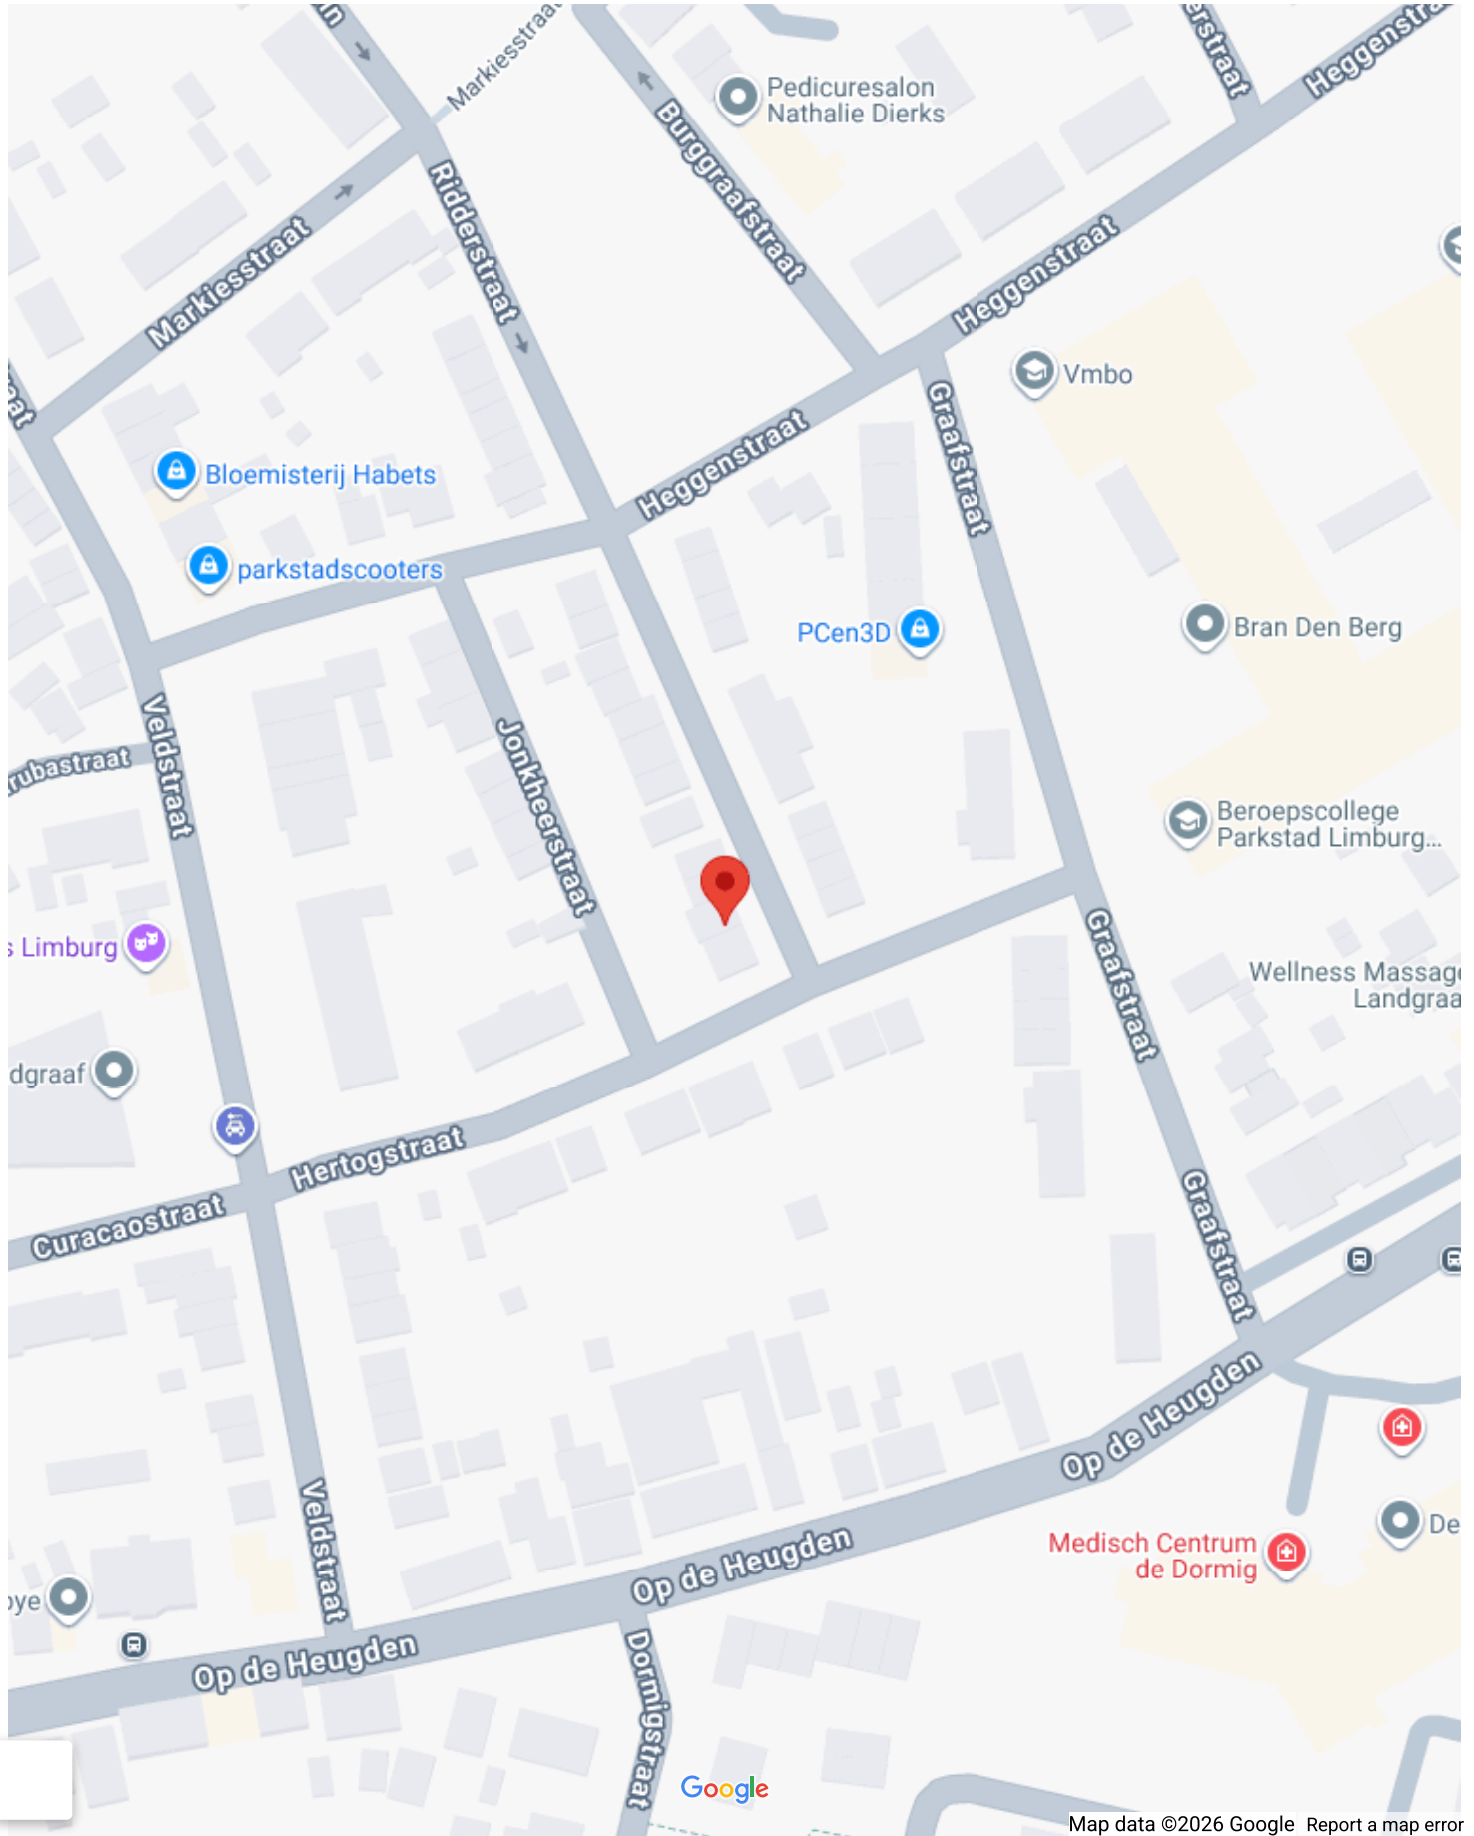 Markiesstraat
Heggenstraat
Pedicuresalon
Nathalie Dierks
Burggraafstraat
Ridderstraat
Markiesstraat
Heggenstraat
Vmbo
Graafstraat
Heggenstraat
Bloemisterij Habets
parkstadscooters
PCen3D
Bran Den Berg
Veldstraat
Jonkheerstraat
Beroepscollege
Parkstad Limburg...
Limburg
Graafstraat
Wellness Massage
dgraaf
Hertogstraat
Curacaostraat
Graafstraat
Op de Heugden
Veldstraat
Op de Heugden
Medisch Centrum
de Dormig
De
Op de Heugden
Dormigstraat
Google
Map data ©2026 Google
Report a map error